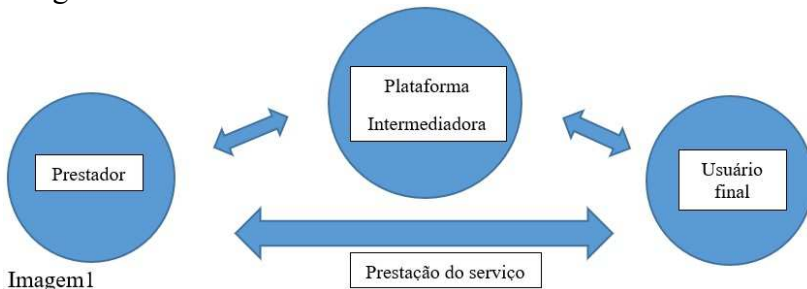 Plataforma
Intermediadora
Prestador
Usuário
final
Prestação do serviço
Imagem1